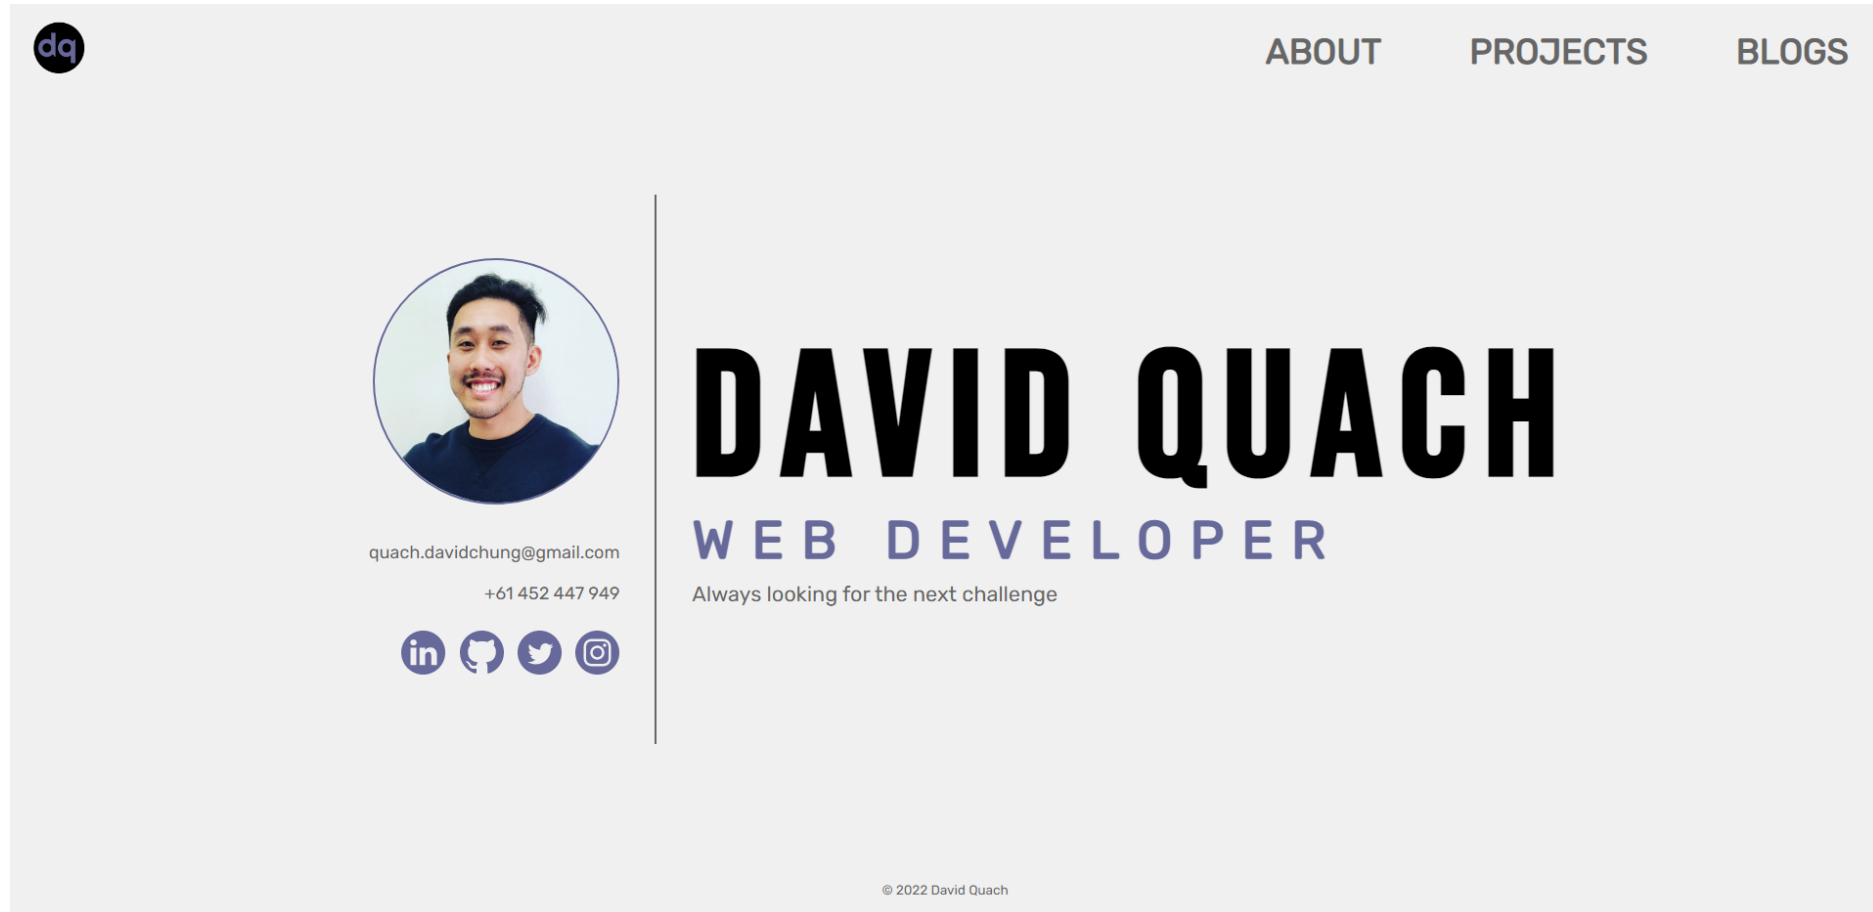 dq
ABOUT PROJECTS BLOGS
quach.davidchung@gmail.com
+61 452 447 949
in
DAVID QUACH
WEB DEVELOPER
Always looking for the next challenge
© 2022 David Quach